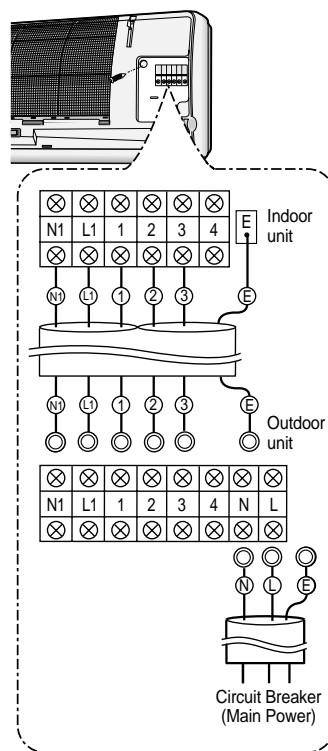 N1 L1 1 2 3 4 E Indoor unit
N1 L1 1 2 3 E
N1 L1 1 2 3 E
Outdoor unit
N1 L1 1 2 3 4 N L
N L E
Circuit Breaker
(Main Power)